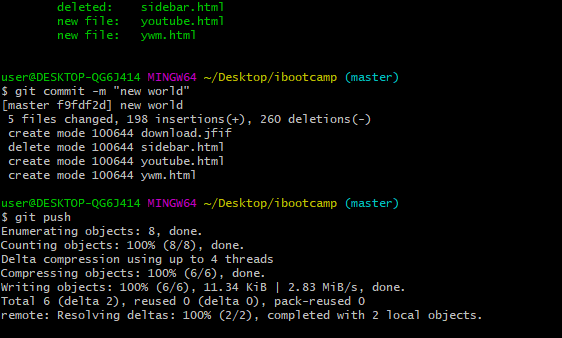 deleted:    sidebar.html
new file:   youtube.html
new file:   ywm.html
user@DESKTOP-QG6J414 MINGW64 ~/Desktop/ibootcamp (master)
$ git commit -m "new world"
[master f9fdf2d] new world
 5 files changed, 198 insertions(+), 260 deletions(-)
 create mode 100644 download.jfif
 delete mode 100644 sidebar.html
 create mode 100644 youtube.html
 create mode 100644 ywm.html
user@DESKTOP-QG6J414 MINGW64 ~/Desktop/ibootcamp (master)
$ git push
Enumerating objects: 8, done.
Counting objects: 100% (8/8), done.
Delta compression using up to 4 threads
Compressing objects: 100% (6/6), done.
Writing objects: 100% (6/6), 11.34 KiB | 2.83 MiB/s, done.
Total 6 (delta 2), reused 0 (delta 0), pack-reused 0
remote: Resolving deltas: 100% (2/2), completed with 2 local objects.